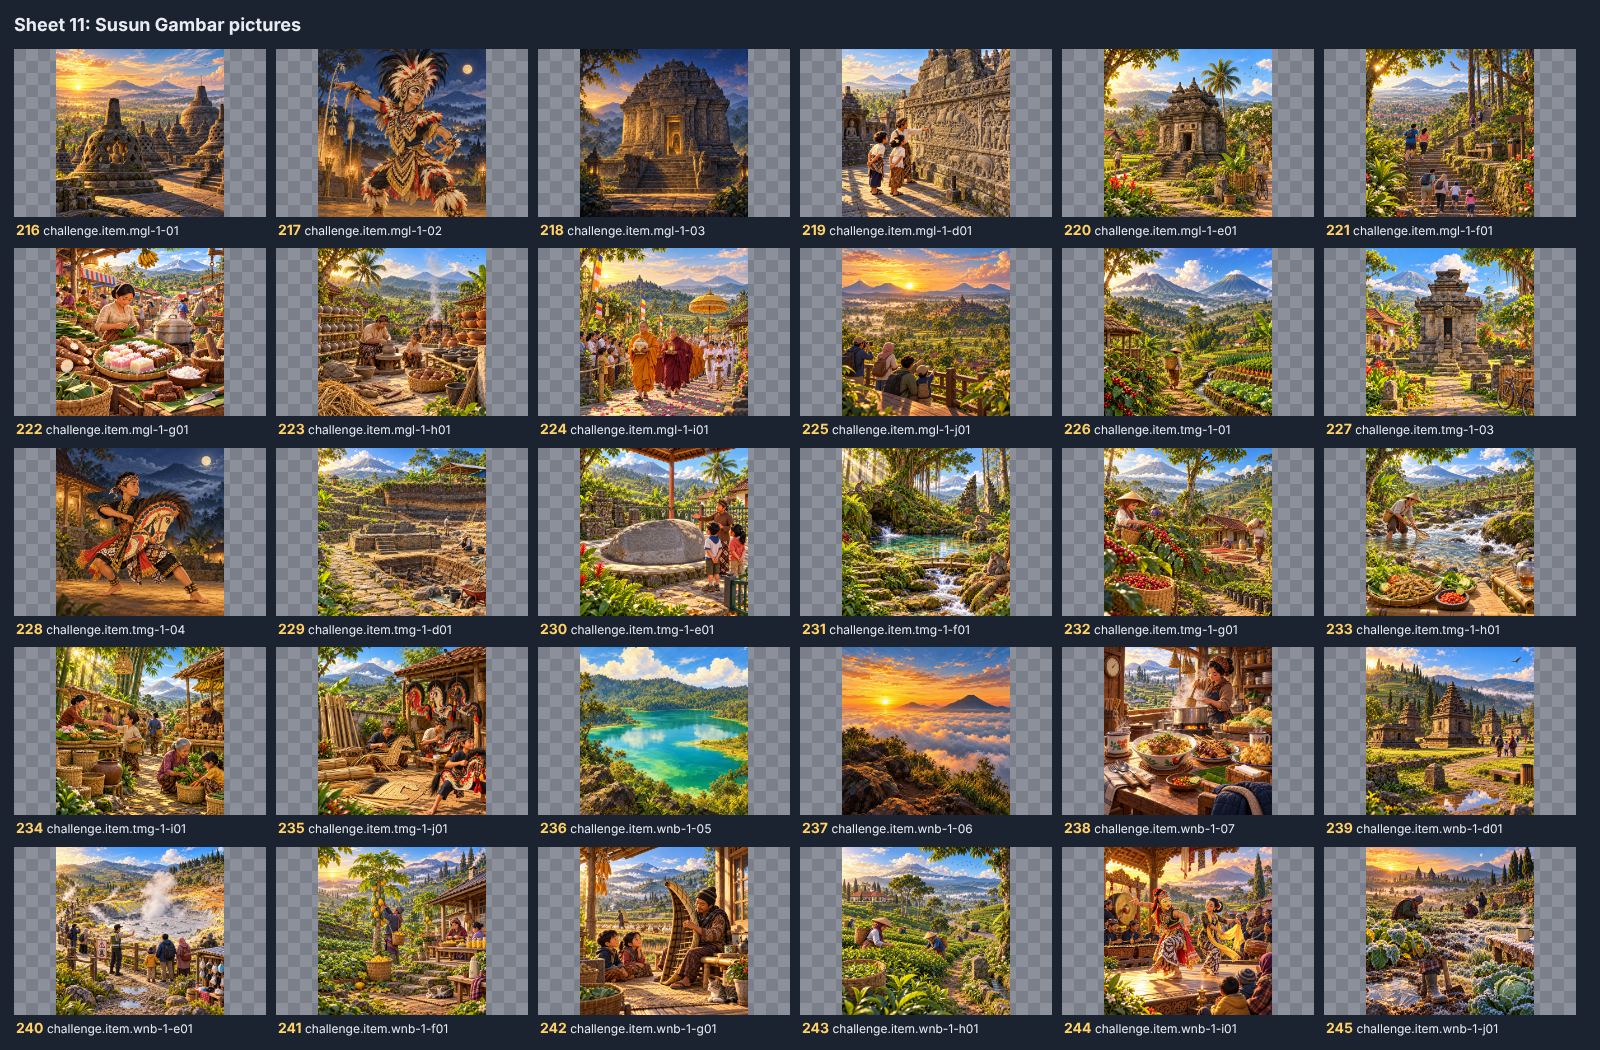 Sheet 11: Susun Gambar pictures
216 challenge.item.mgl-1-01
217 challenge.item.mgl-1-02
218 challenge.item.mgl-1-03
219 challenge.item.mgl-1-d01
220 challenge.item.mgl-1-e01
221 challenge.item.mgl-1-f01
222 challenge.item.mgl-1-g01
223 challenge.item.mgl-1-h01
224 challenge.item.mgl-1-i01
225 challenge.item.mgl-1-j01
226 challenge.item.tmg-1-01
227 challenge.item.tmg-1-03
228 challenge.item.tmg-1-04
229 challenge.item.tmg-1-d01
230 challenge.item.tmg-1-e01
231 challenge.item.tmg-1-f01
232 challenge.item.tmg-1-g01
233 challenge.item.tmg-1-h01
234 challenge.item.tmg-1-i01
235 challenge.item.tmg-1-j01
236 challenge.item.wnb-1-05
237 challenge.item.wnb-1-06
238 challenge.item.wnb-1-07
239 challenge.item.wnb-1-d01
240 challenge.item.wnb-1-e01
241 challenge.item.wnb-1-f01
242 challenge.item.wnb-1-g01
243 challenge.item.wnb-1-h01
244 challenge.item.wnb-1-i01
245 challenge.item.wnb-1-j01